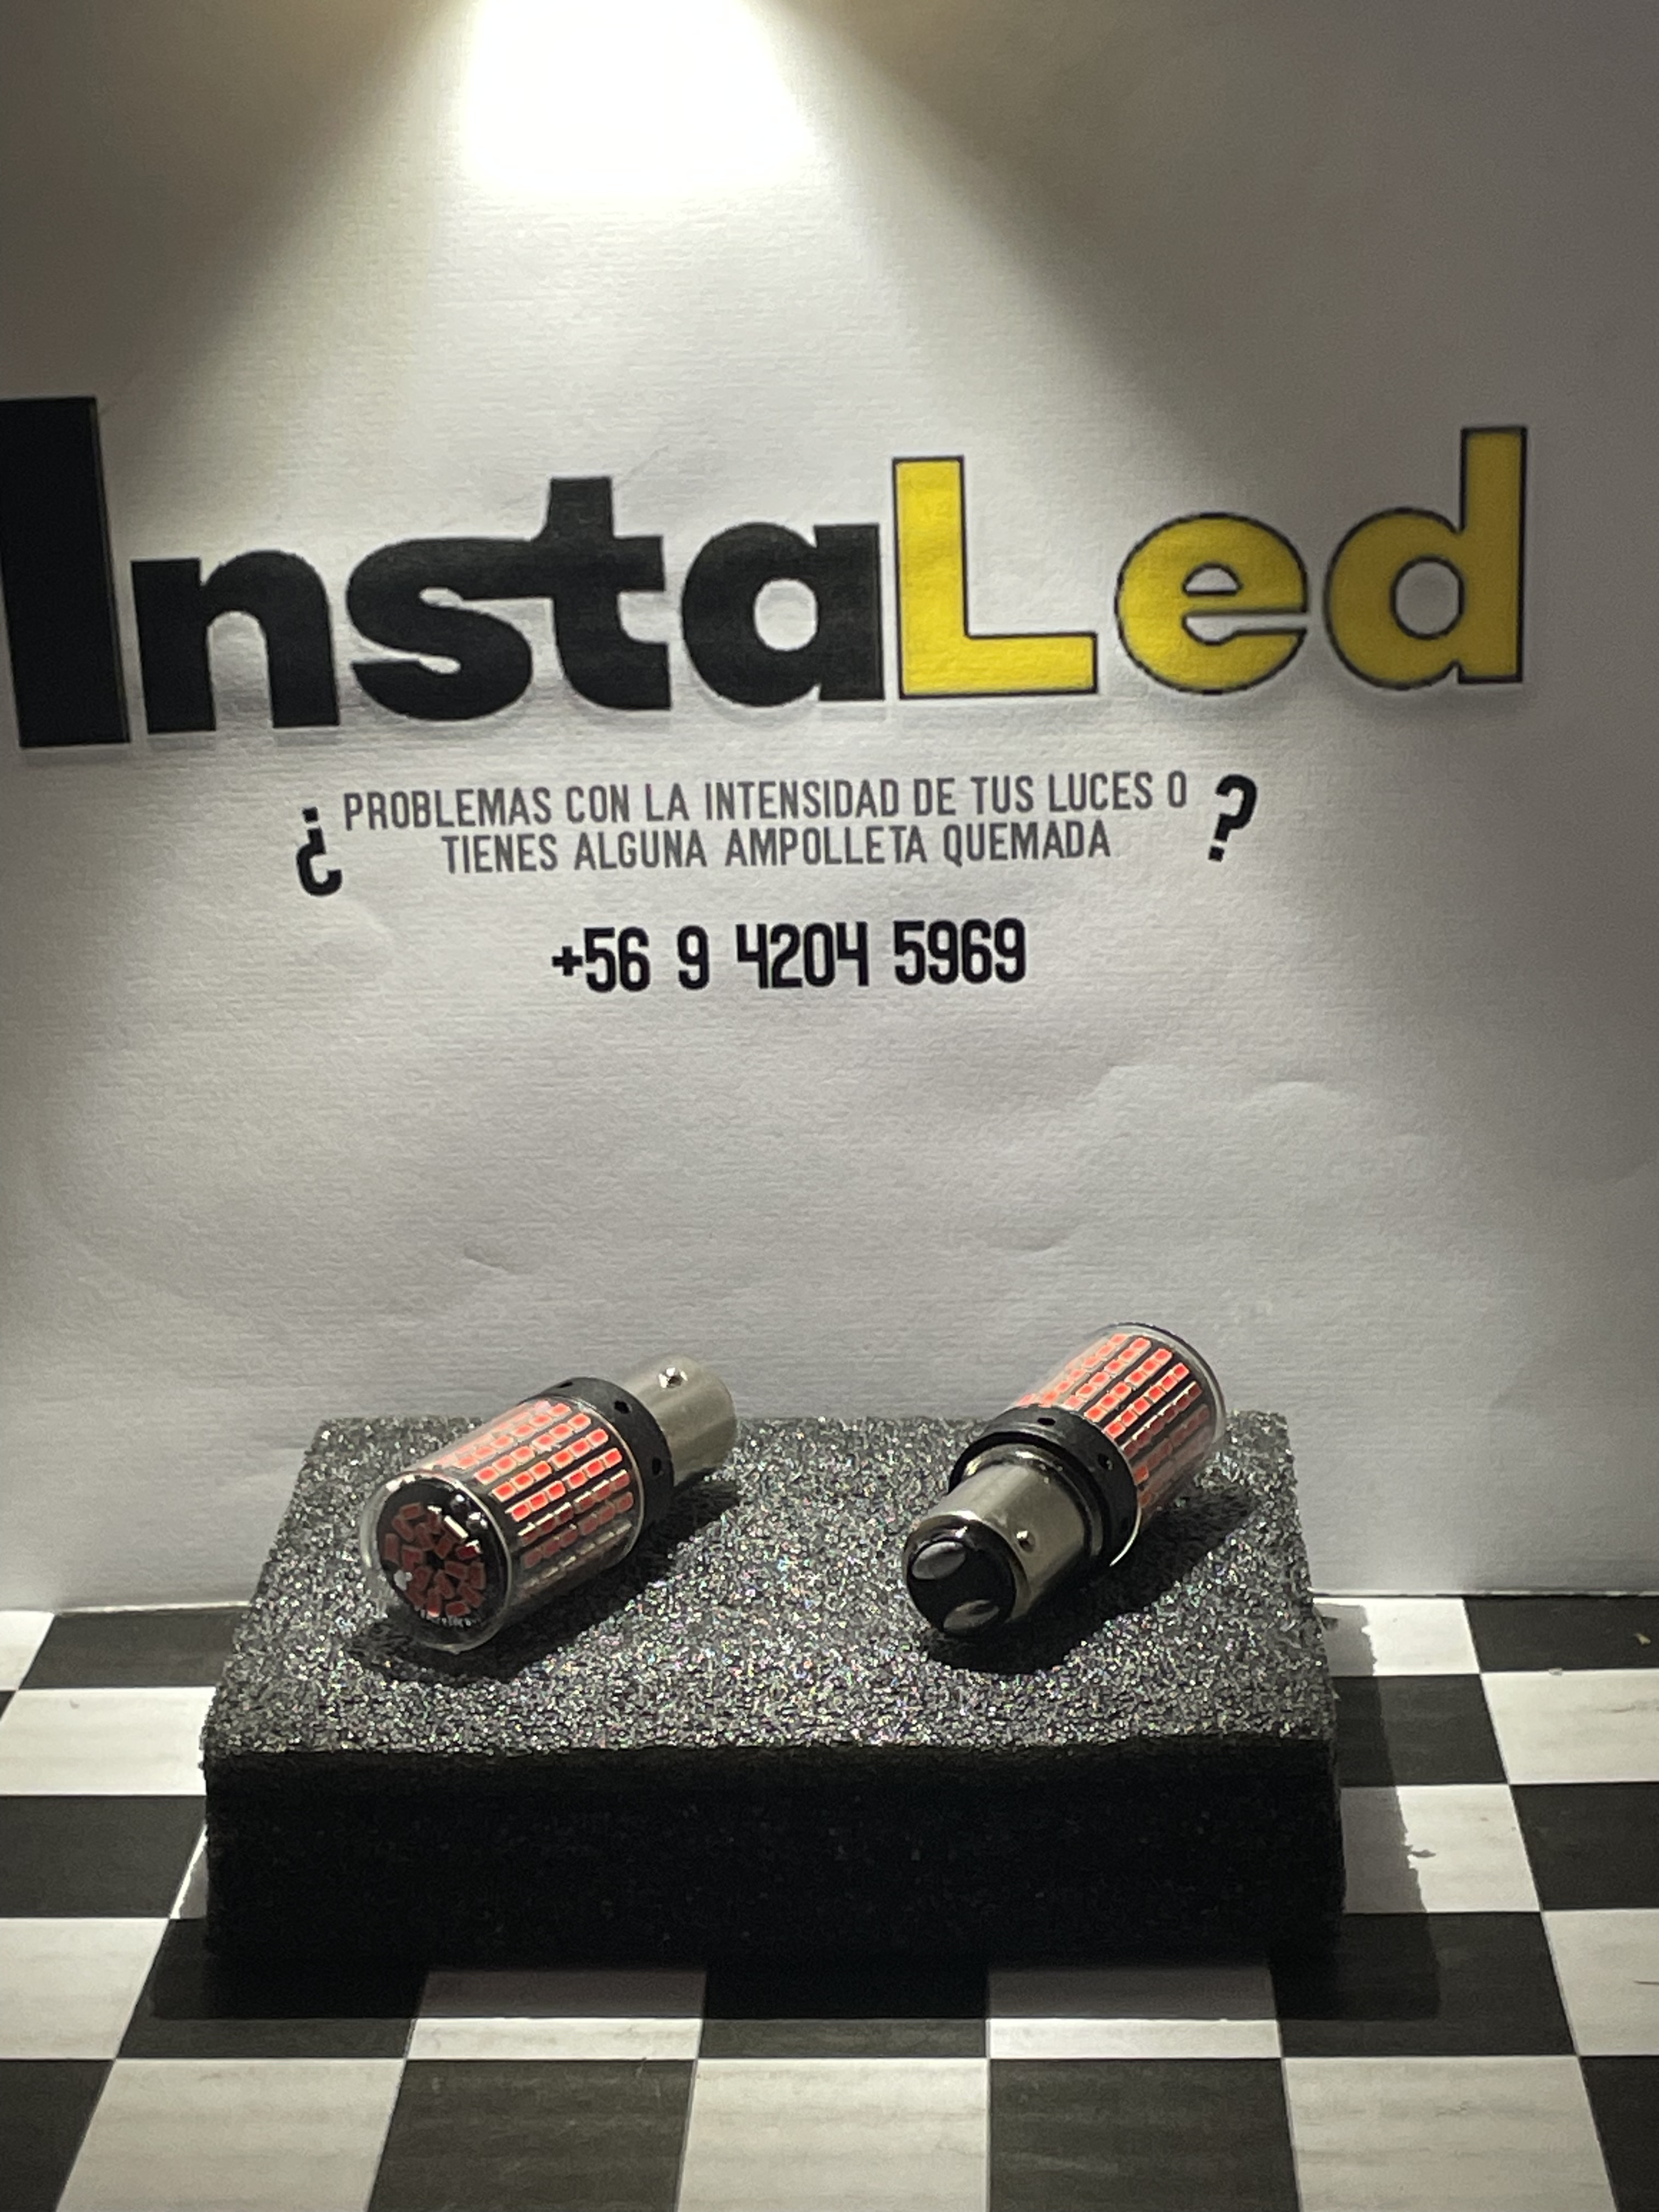 InstaLed
¿PROBLEMAS CON LA INTENSIDAD DE TUS LUCES O
TIENES ALGUNA AMPOLLETA QUEMADA?
+56 9 4204 5969